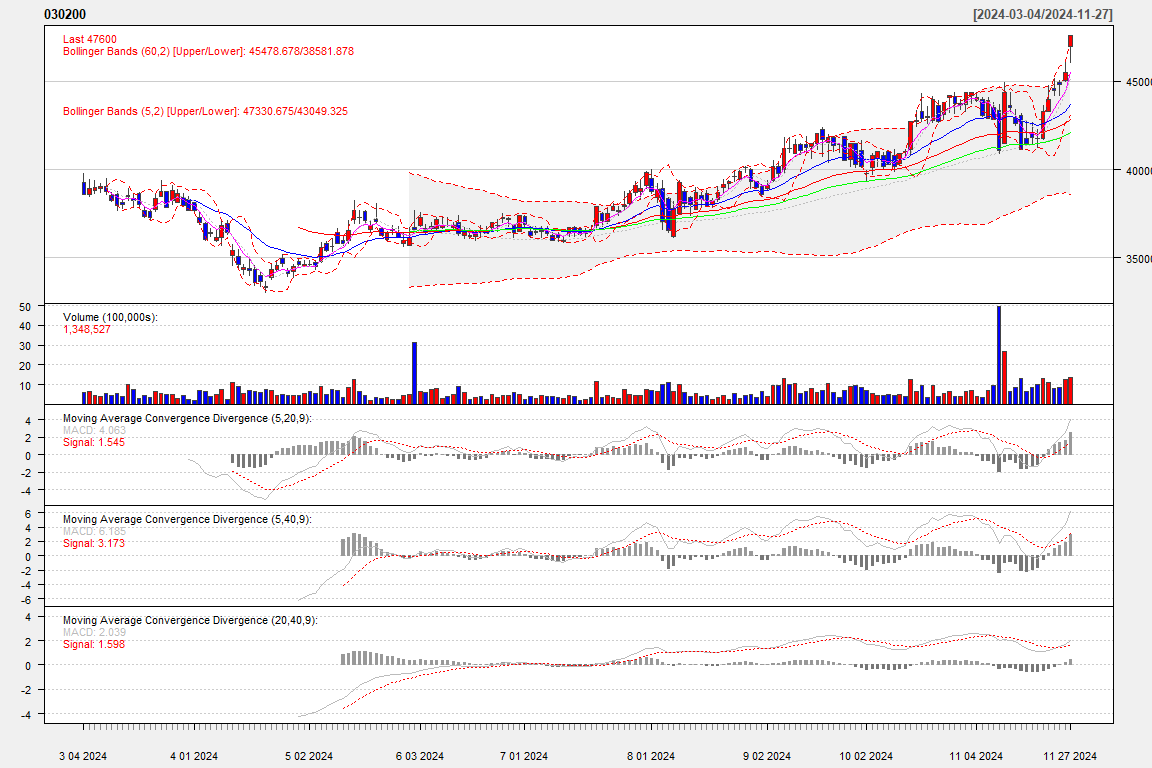 030200 [2024-03-04/2024-11-27]
Last 47600
Bollinger Bands (60,2) [Upper/Lower]: 45478.678/38581.878
Bollinger Bands (5,2) [Upper/Lower]: 47330.675/43049.325
45000
40000
35000
Volume (100,000s):
1,348,527
50
40
30
20
10
Moving Average Convergence Divergence (5,20,9):
MACD: 4.063
Signal: 1.545
4
2
0
-2
-4
Moving Average Convergence Divergence (5,40,9):
MACD: 6.185
Signal: 3.173
6
4
2
0
-2
-4
-6
Moving Average Convergence Divergence (20,40,9):
MACD: 2.039
Signal: 1.598
4
2
0
-2
-4
3 04 2024 4 01 2024 5 02 2024 6 03 2024 7 01 2024 8 01 2024 9 02 2024 10 02 2024 11 04 2024 11 27 2024